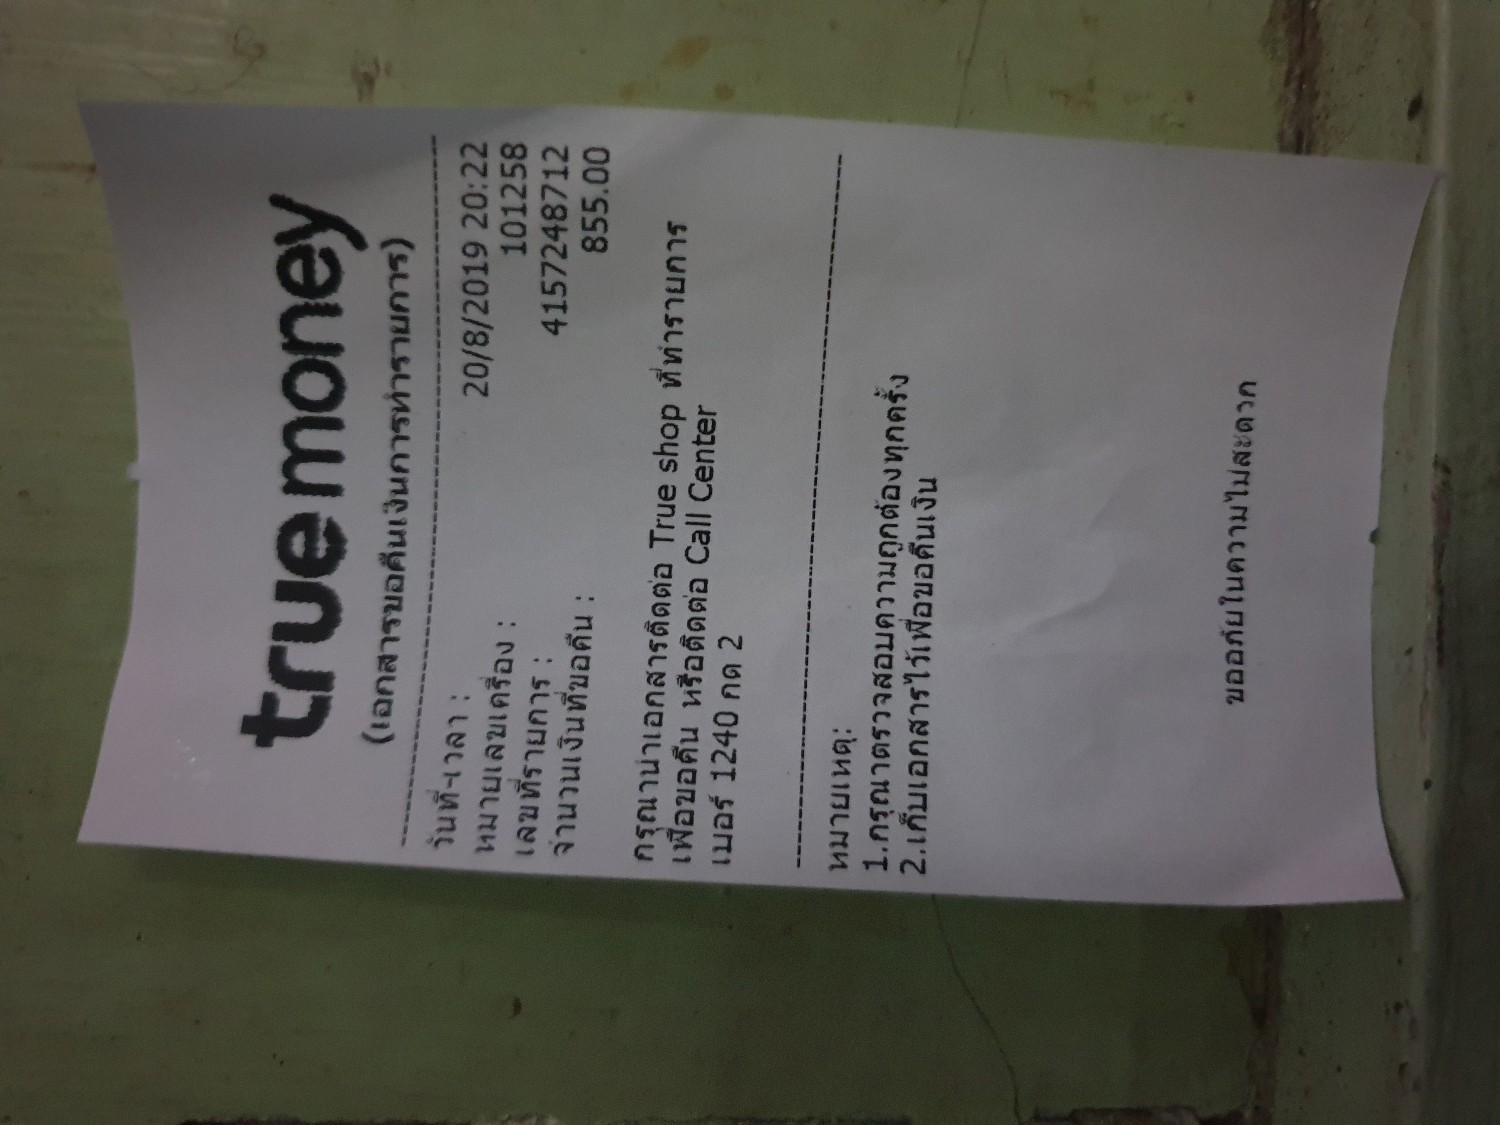 true money
(เอกสารขอคืนเงินการทำรายการ)
วันที่-เวลา : 20/8/2019 20:22
หมายเลขเครื่อง : 101258
เลขที่รายการ : 4157248712
จำนวนเงินที่ขอคืน : 855.00
กรุณานำเอกสารติดต่อ True shop ที่ทำรายการ
เพื่อขอคืน หรือติดต่อ Call Center
เบอร์ 1240 กด 2
หมายเหตุ:
1.กรุณาตรวจสอบความถูกต้องทุกครั้ง
2.เก็บเอกสารไว้เพื่อขอคืนเงิน
ขออภัยในความไม่สะดวก